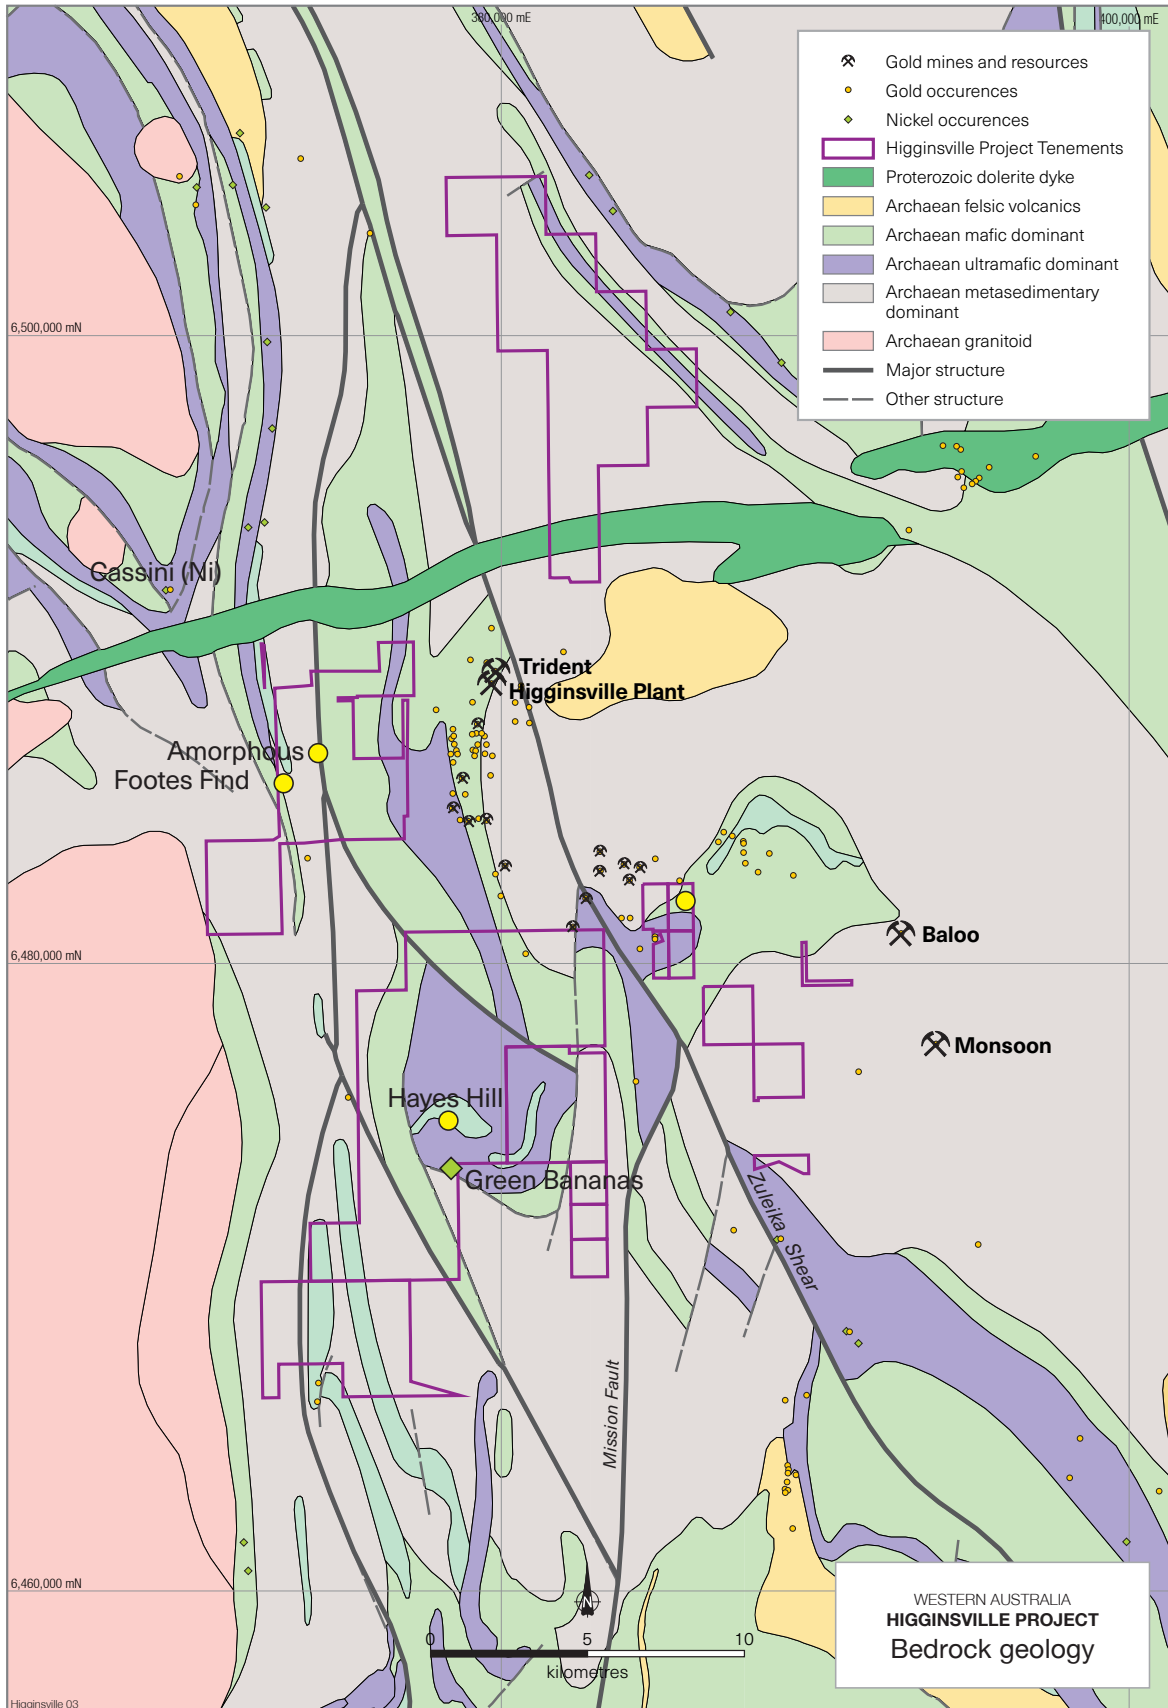 380,000 mE
400,000 mE
Gold mines and resources
Gold occurences
Nickel occurences
Higginsville Project Tenements
Proterozoic dolerite dyke
Archaean felsic volcanics
Archaean mafic dominant
Archaean ultramafic dominant
Archaean metasedimentary
dominant
Archaean granitoid
Major structure
Other structure
6,500,000 mN
Cassini (Ni)
Trident
Higginsville Plant
Amorphous
Footes Find
Baloo
6,480,000 mN
Monsoon
Hayes Hill
Green Bananas
Zuleika Shear
Mission Fault
6,460,000 mN
N
0 5 10
kilometres
WESTERN AUSTRALIA
HIGGINSVILLE PROJECT
Bedrock geology
Higginsville 03